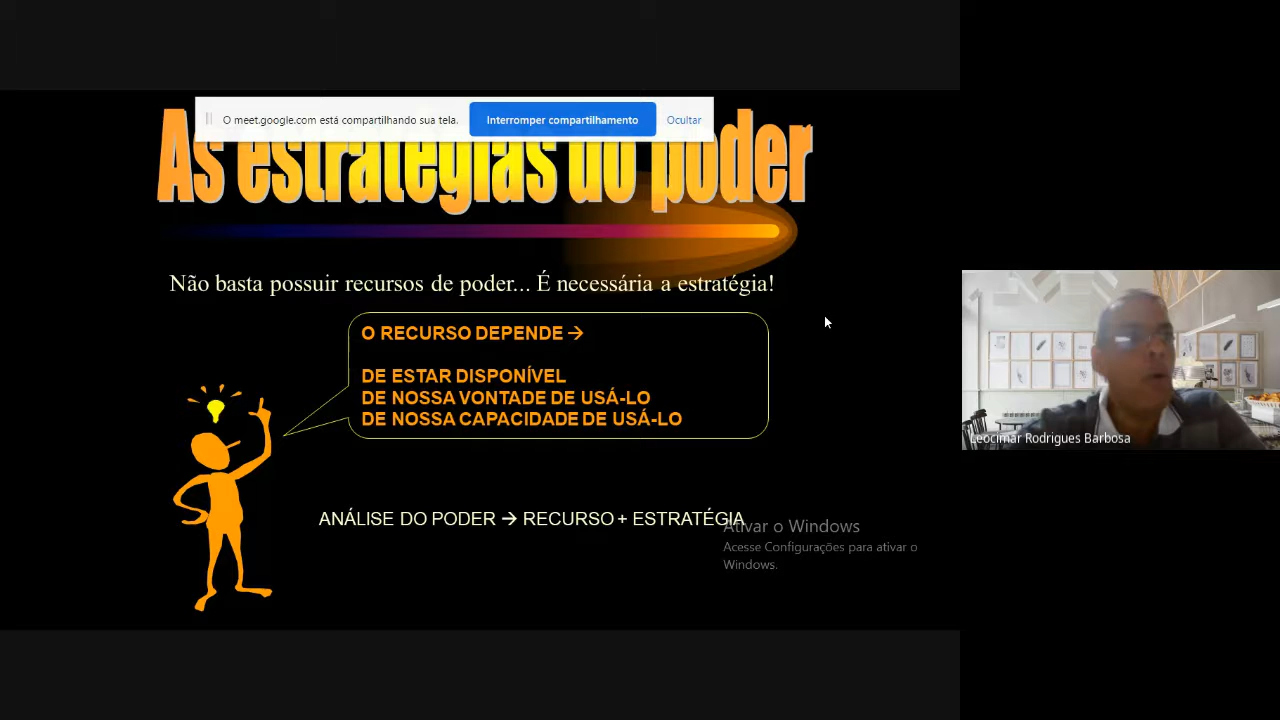 O meet.google.com está compartilhando sua tela.
Interromper compartilhamento
Ocultar
As estratégias do poder
Não basta possuir recursos de poder... É necessária a estratégia!
O RECURSO DEPENDE →
DE ESTAR DISPONÍVEL
DE NOSSA VONTADE DE USÁ-LO
DE NOSSA CAPACIDADE DE USÁ-LO
ANÁLISE DO PODER → RECURSO + ESTRATÉGIA
Ativar o Windows
Acesse Configurações para ativar o
Windows.
Leocimar Rodrigues Barbosa